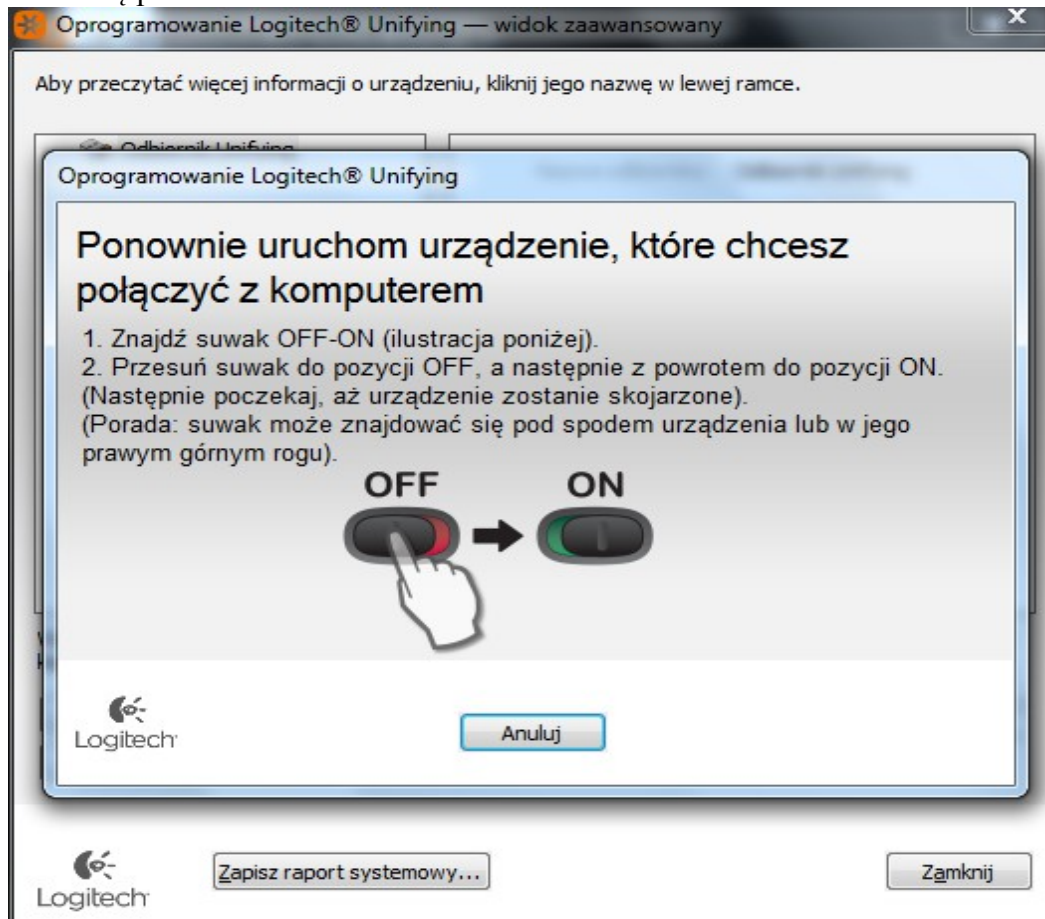 Oprogramowanie Logitech® Unifying — widok zaawansowany
Aby przeczytać więcej informacji o urządzeniu, kliknij jego nazwę w lewej ramce.
Odbiornik Unifying
Oprogramowanie Logitech® Unifying
Ponownie uruchom urządzenie, które chcesz
połączyć z komputerem
1. Znajdź suwak OFF-ON (ilustracja poniżej).
2. Przesuń suwak do pozycji OFF, a następnie z powrotem do pozycji ON.
(Następnie poczekaj, aż urządzenie zostanie skojarzone).
(Porada: suwak może znajdować się pod spodem urządzenia lub w jego
prawym górnym rogu).
OFF ON
Logitech
Anuluj
Logitech
Zapisz raport systemowy...
Zamknij